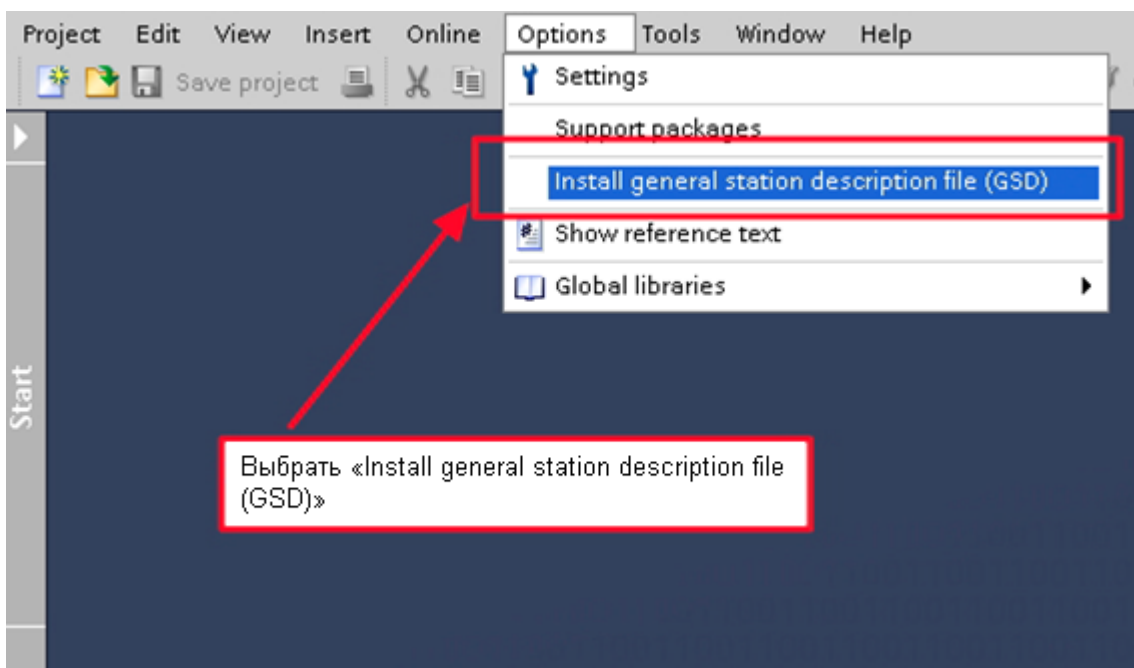 Project Edit View Insert Online Options Tools Window Help
Save project
Settings
Support packages
Install general station description file (GSD)
Show reference text
Global libraries
Start
Выбрать «Install general station description file
(GSD)»